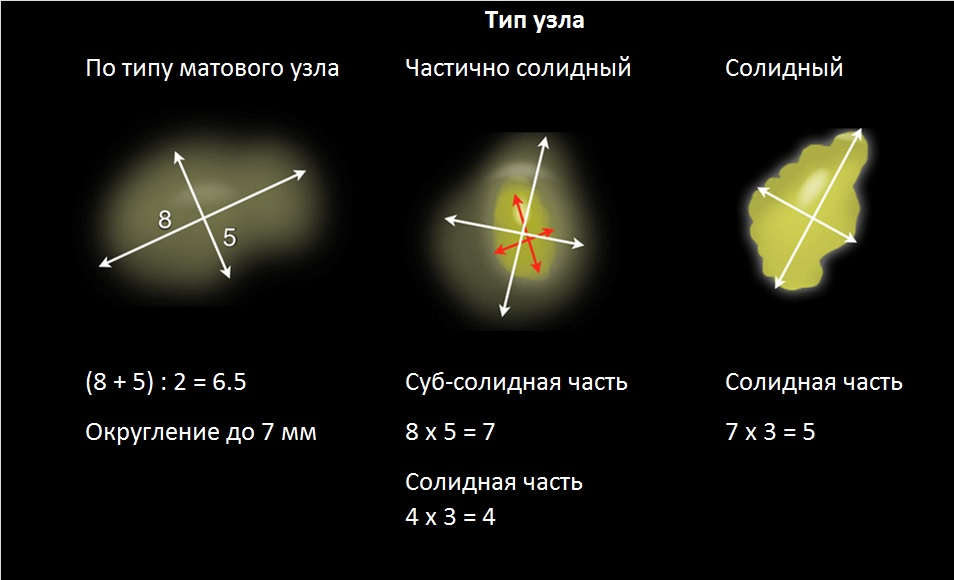 Тип узла
По типу матового узла
Частично солидный
Солидный
8
5
(8 + 5) : 2 = 6.5
Округление до 7 мм
Суб-солидная часть
8 x 5 = 7
Солидная часть
4 x 3 = 4
Солидная часть
7 x 3 = 5